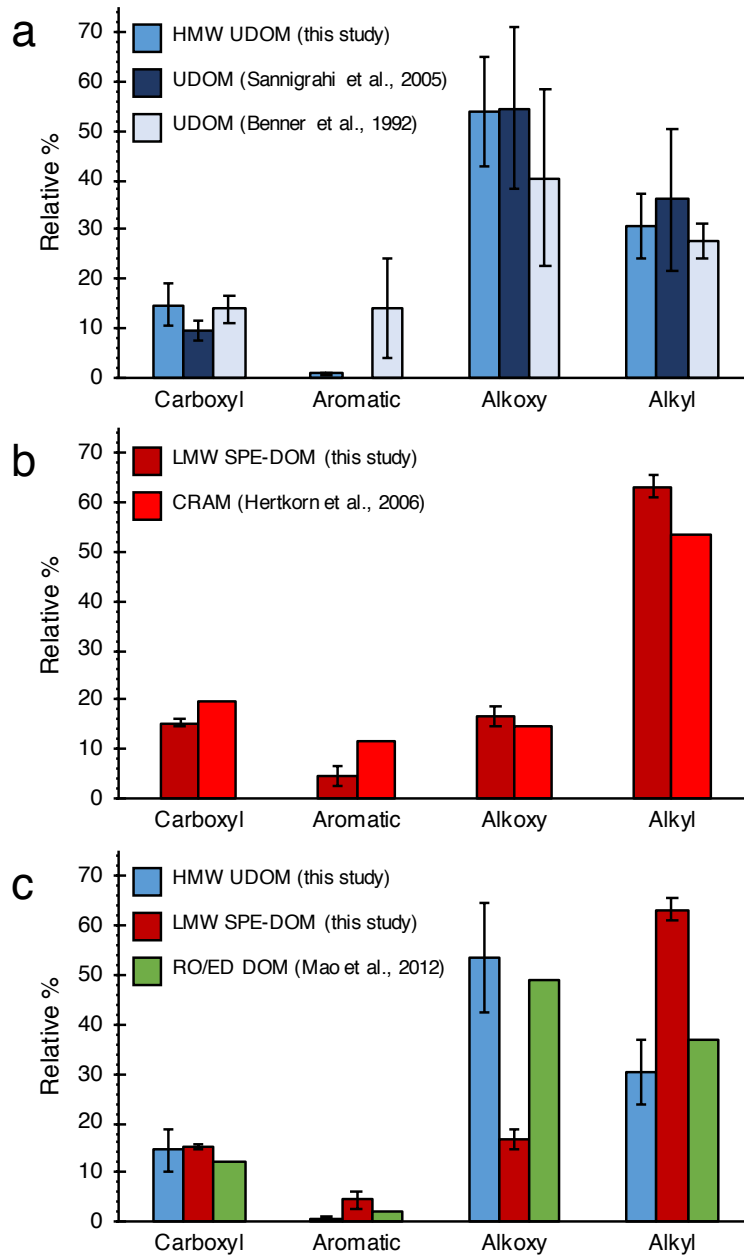 a
70
60
50
40
30
20
10
0
Relative %
HMW UDOM (this study)
UDOM (Sannigrahi et al., 2005)
UDOM (Benner et al., 1992)
Carboxyl Aromatic Alkoxy Alkyl
b
70
60
50
40
30
20
10
0
Relative %
LMW SPE-DOM (this study)
CRAM (Hertkorn et al., 2006)
Carboxyl Aromatic Alkoxy Alkyl
c
70
60
50
40
30
20
10
0
Relative %
HMW UDOM (this study)
LMW SPE-DOM (this study)
RO/ED DOM (Mao et al., 2012)
Carboxyl Aromatic Alkoxy Alkyl